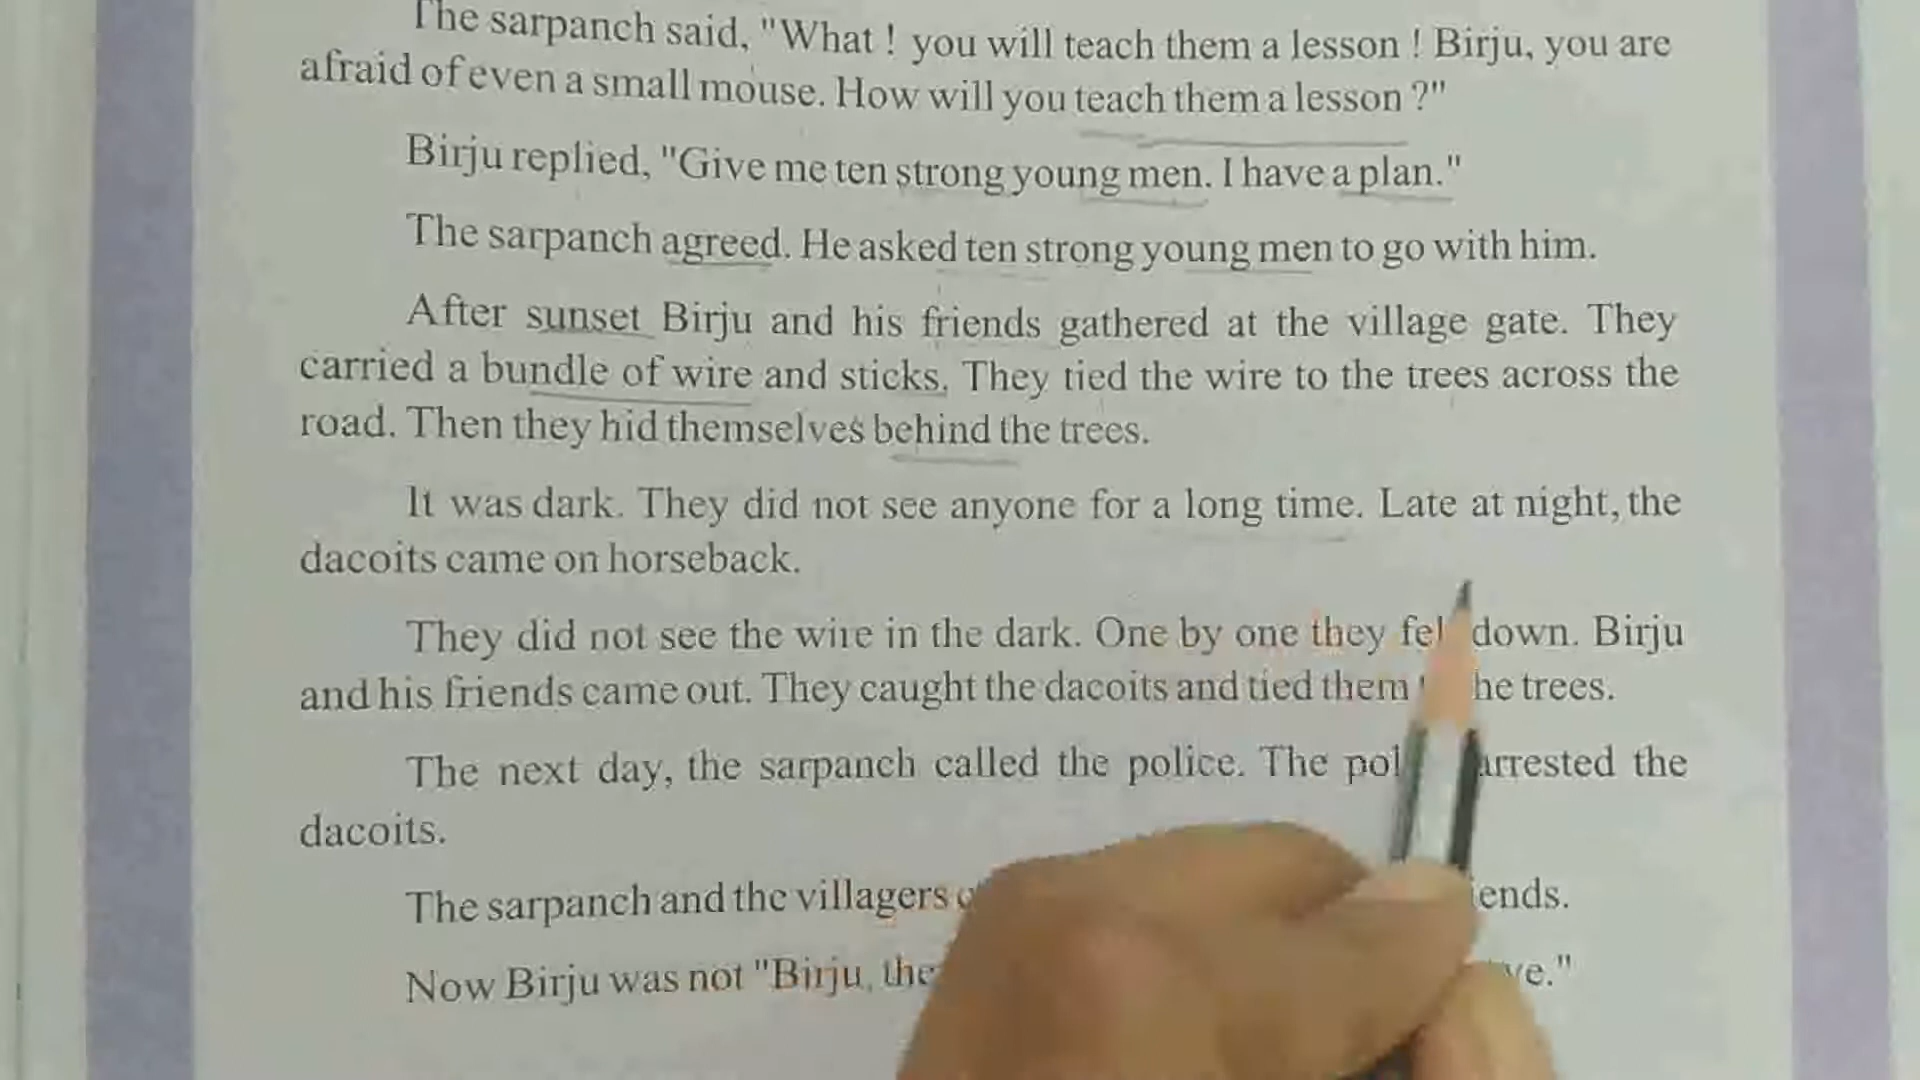 The sarpanch said, "What ! you will teach them a lesson ! Birju, you are
afraid of even a small mouse. How will you teach them a lesson ?"
Birju replied, "Give me ten strong young men. I have a plan."
The sarpanch agreed. He asked ten strong young men to go with him.
After sunset Birju and his friends gathered at the village gate. They
carried a bundle of wire and sticks. They tied the wire to the trees across the
road. Then they hid themselves behind the trees.
It was dark. They did not see anyone for a long time. Late at night, the
dacoits came on horseback.
They did not see the wire in the dark. One by one they fell down. Birju
and his friends came out. They caught the dacoits and tied them the trees.
The next day, the sarpanch called the police. The police arrested the
dacoits.
The sarpanch and the villagers
Now Birju was not "Birju, the